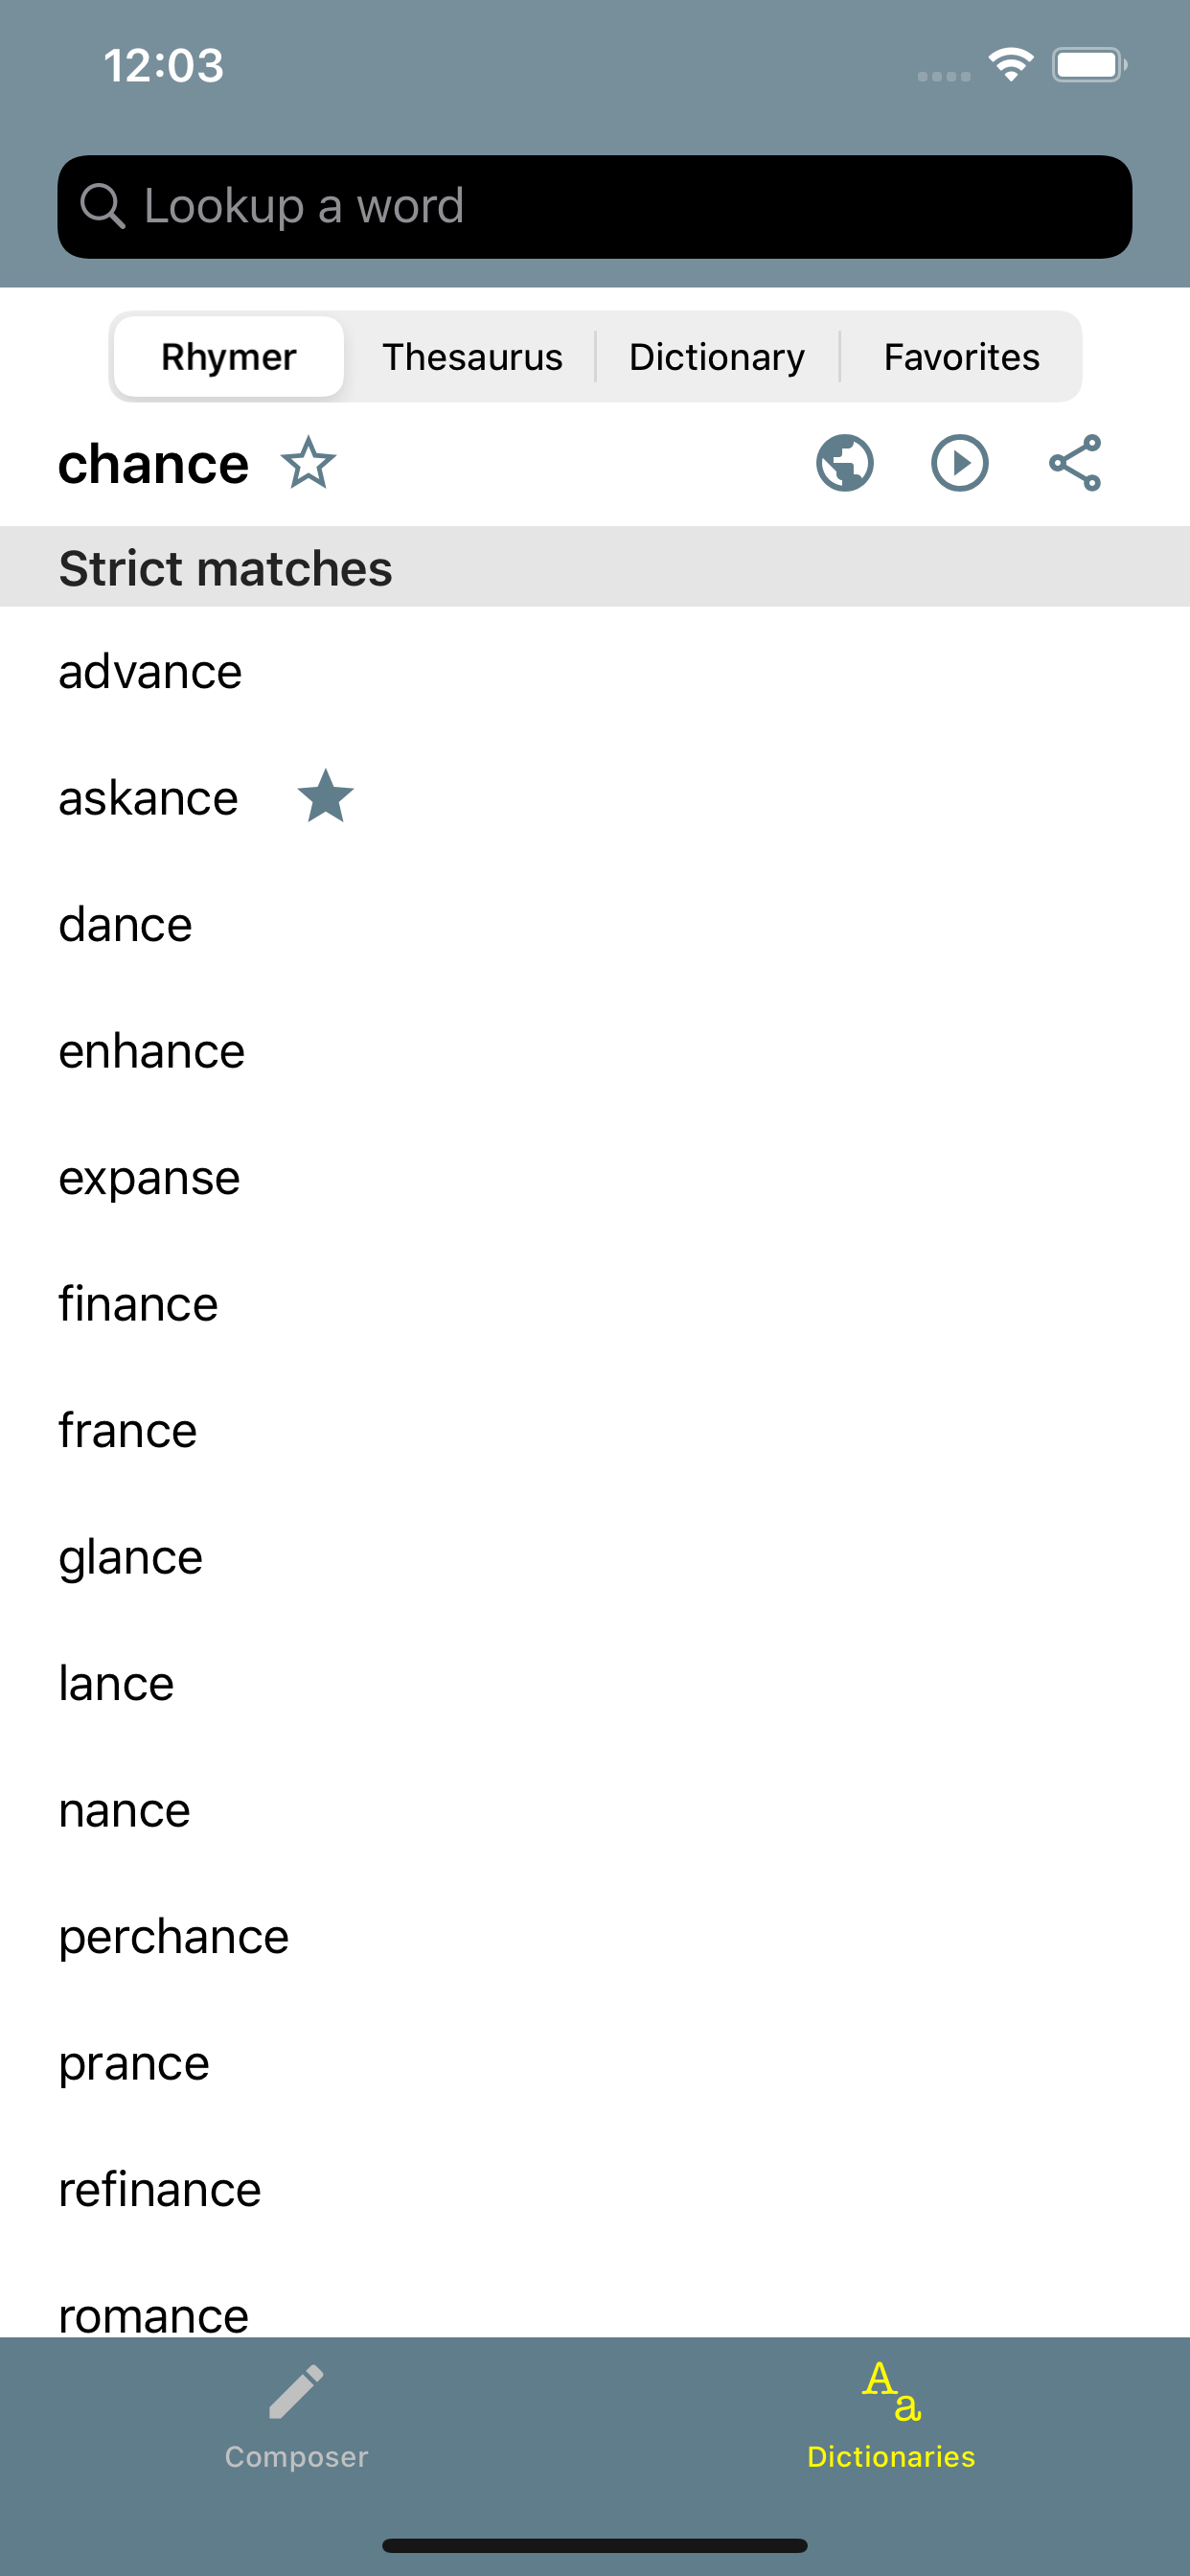 12:03
Lookup a word
Rhymer Thesaurus Dictionary Favorites
chance
Strict matches
advance
askance
dance
enhance
expanse
finance
france
glance
lance
nance
perchance
prance
refinance
romance
Aa
Composer Dictionaries